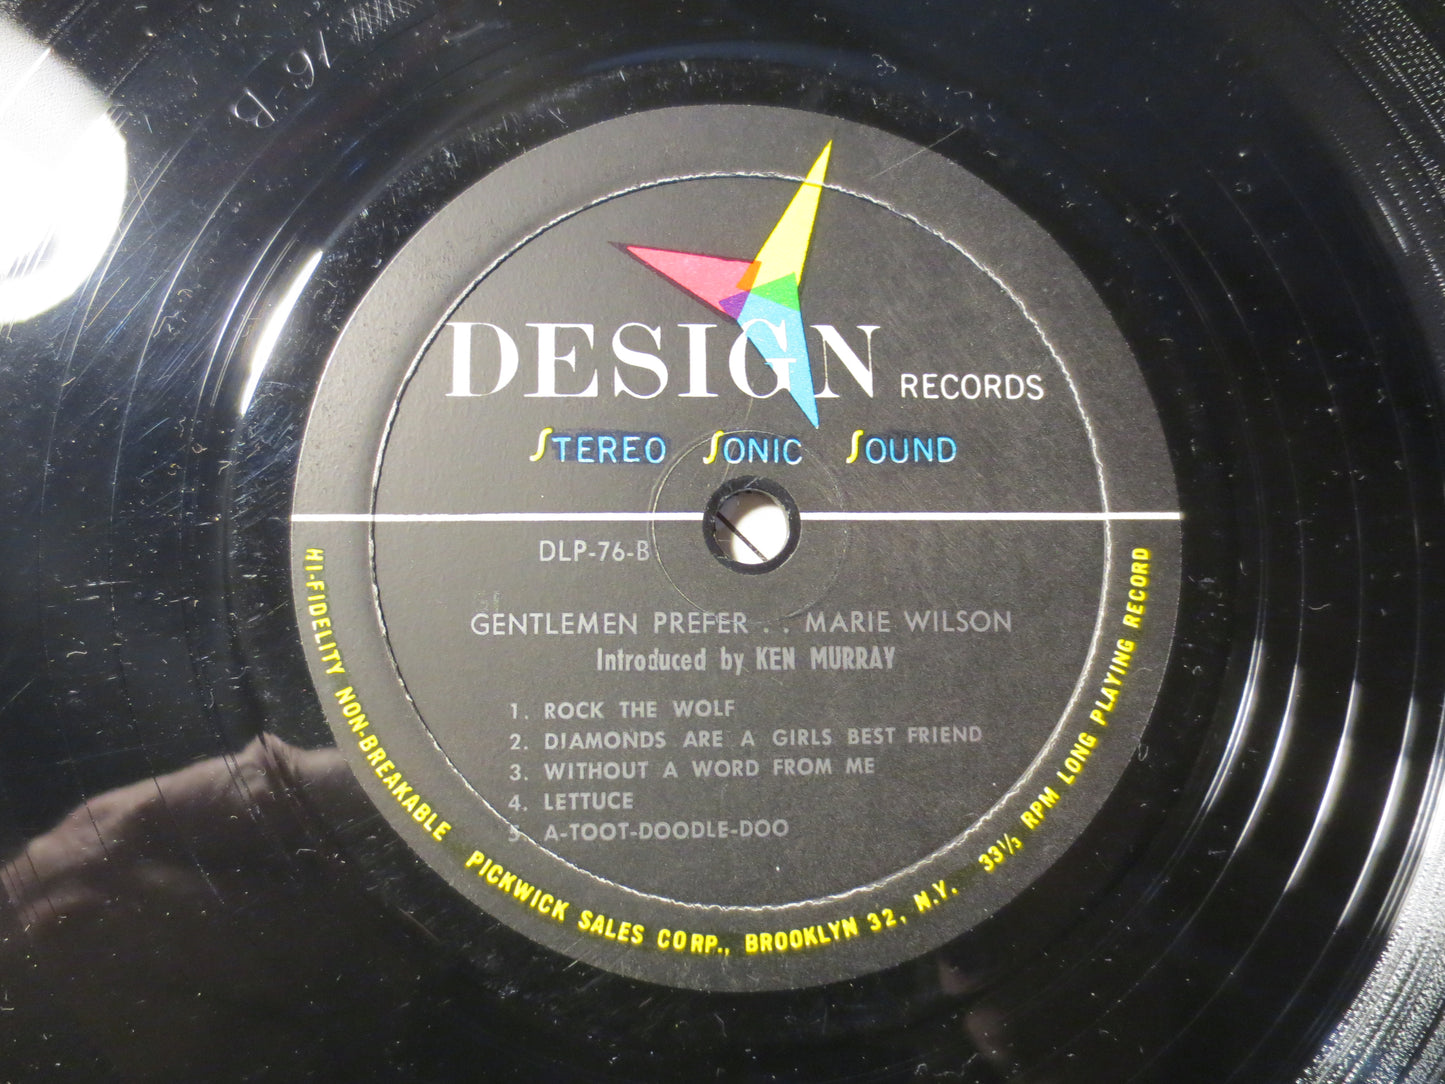 76-B
DESIGN RECORDS
STEREO SONIC SOUND
DLP-76-B
GENTLEMEN PREFER . . MARIE WILSON
Introduced by KEN MURRAY
1. ROCK THE WOLF
2. DIAMONDS ARE A GIRLS BEST FRIEND
3. WITHOUT A WORD FROM ME
4. LETTUCE
5. A-TOOT-DOODLE-DOO
HI-FIDELITY NON-BREAKABLE PICKWICK SALES CORP., BROOKLYN 32, N.Y. 33⅓ RPM LONG PLAYING RECORD